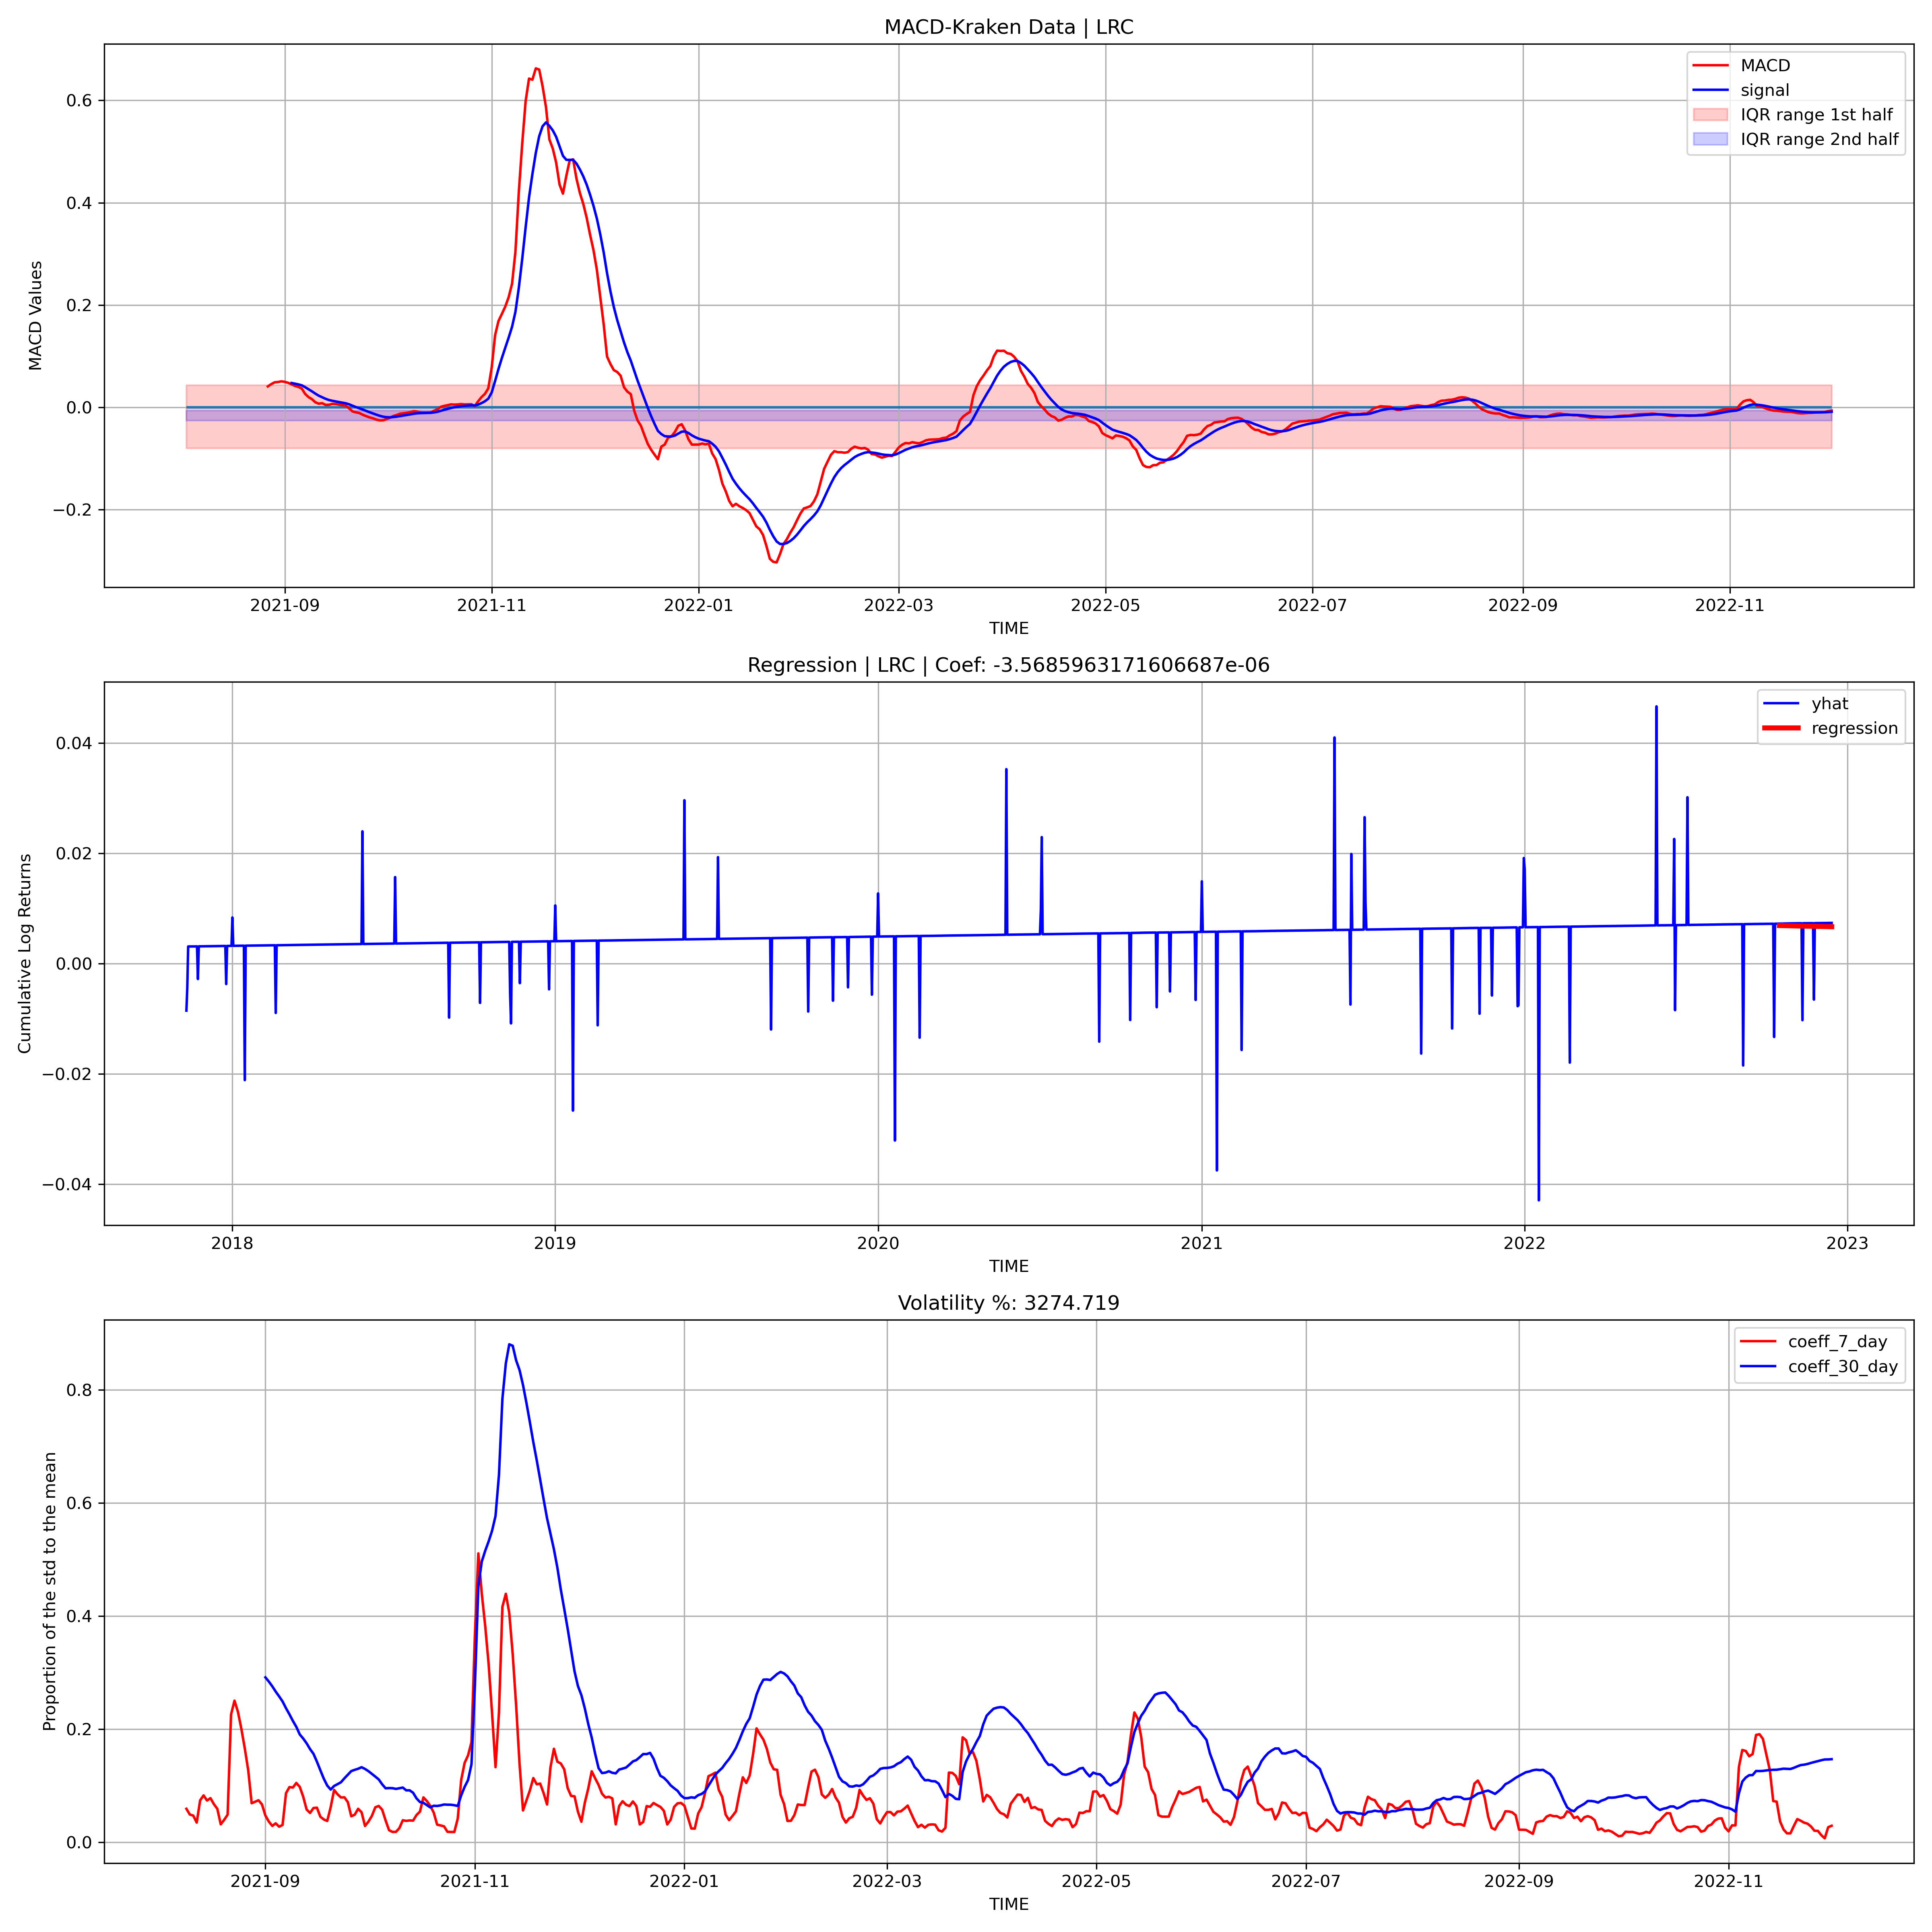 MACD-Kraken Data | LRC
MACD
signal
IQR range 1st half
IQR range 2nd half
MACD Values
0.6
0.4
0.2
0.0
−0.2
2021-09 2021-11 2022-01 2022-03 2022-05 2022-07 2022-09 2022-11
TIME
Regression | LRC | Coef: -3.5685963171606687e-06
yhat
regression
Cumulative Log Returns
0.04
0.02
0.00
−0.02
−0.04
2018 2019 2020 2021 2022 2023
TIME
Volatility %: 3274.719
coeff_7_day
coeff_30_day
Proportion of the std to the mean
0.8
0.6
0.4
0.2
0.0
2021-09 2021-11 2022-01 2022-03 2022-05 2022-07 2022-09 2022-11
TIME